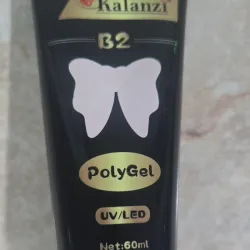 Kalanzi
B2
PolyGel
UV/LED
Net:60ml